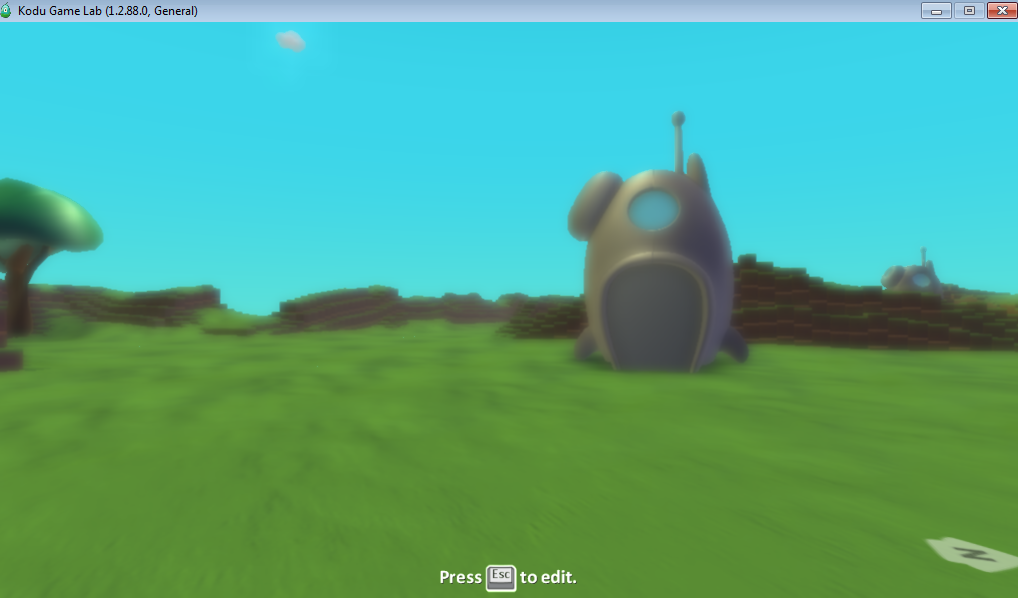 Kodu Game Lab (1.2.88.0, General)
N
Press Esc to edit.